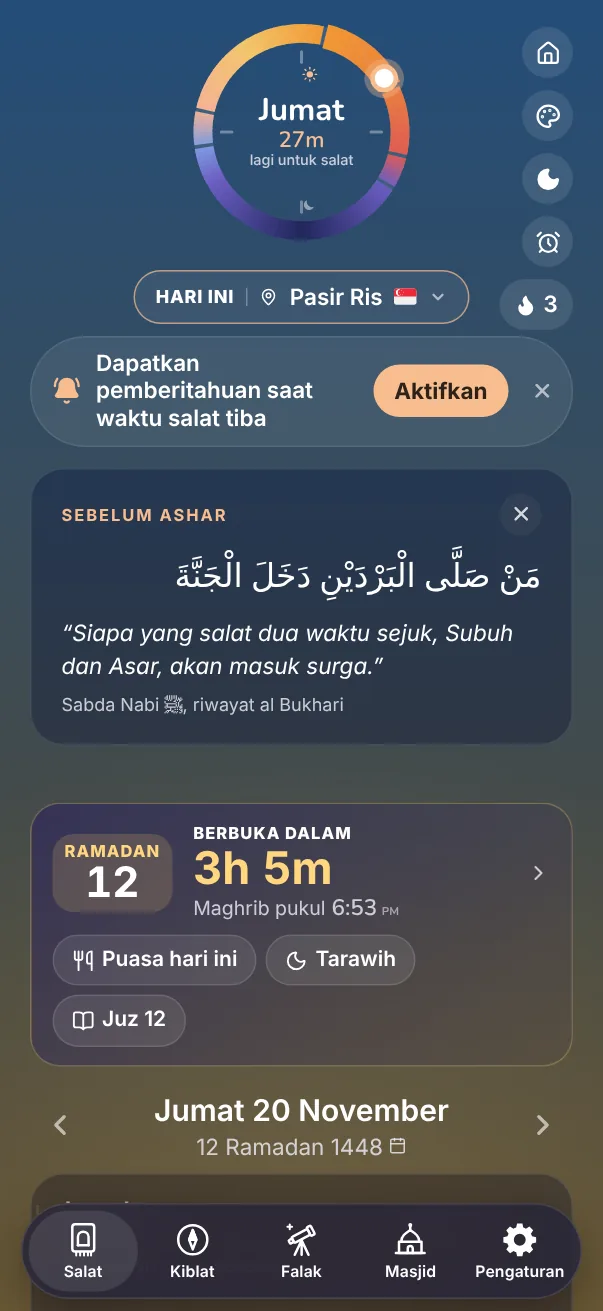 Jumat
27m
lagi untuk salat
HARI INI
Pasir Ris
3
Dapatkan
pemberitahuan saat
waktu salat tiba
Aktifkan
SEBELUM ASHAR
مَنْ صَلَّى الْبَرْدَيْنِ دَخَلَ الْجَنَّةَ
“Siapa yang salat dua waktu sejuk, Subuh
dan Asar, akan masuk surga.”
Sabda Nabi ﷺ, riwayat al Bukhari
RAMADAN
12
BERBUKA DALAM
3h 5m
Maghrib pukul 6:53 PM
Puasa hari ini
Tarawih
Juz 12
Jumat 20 November
12 Ramadan 1448
Salat
Kiblat
Falak
Masjid
Pengaturan